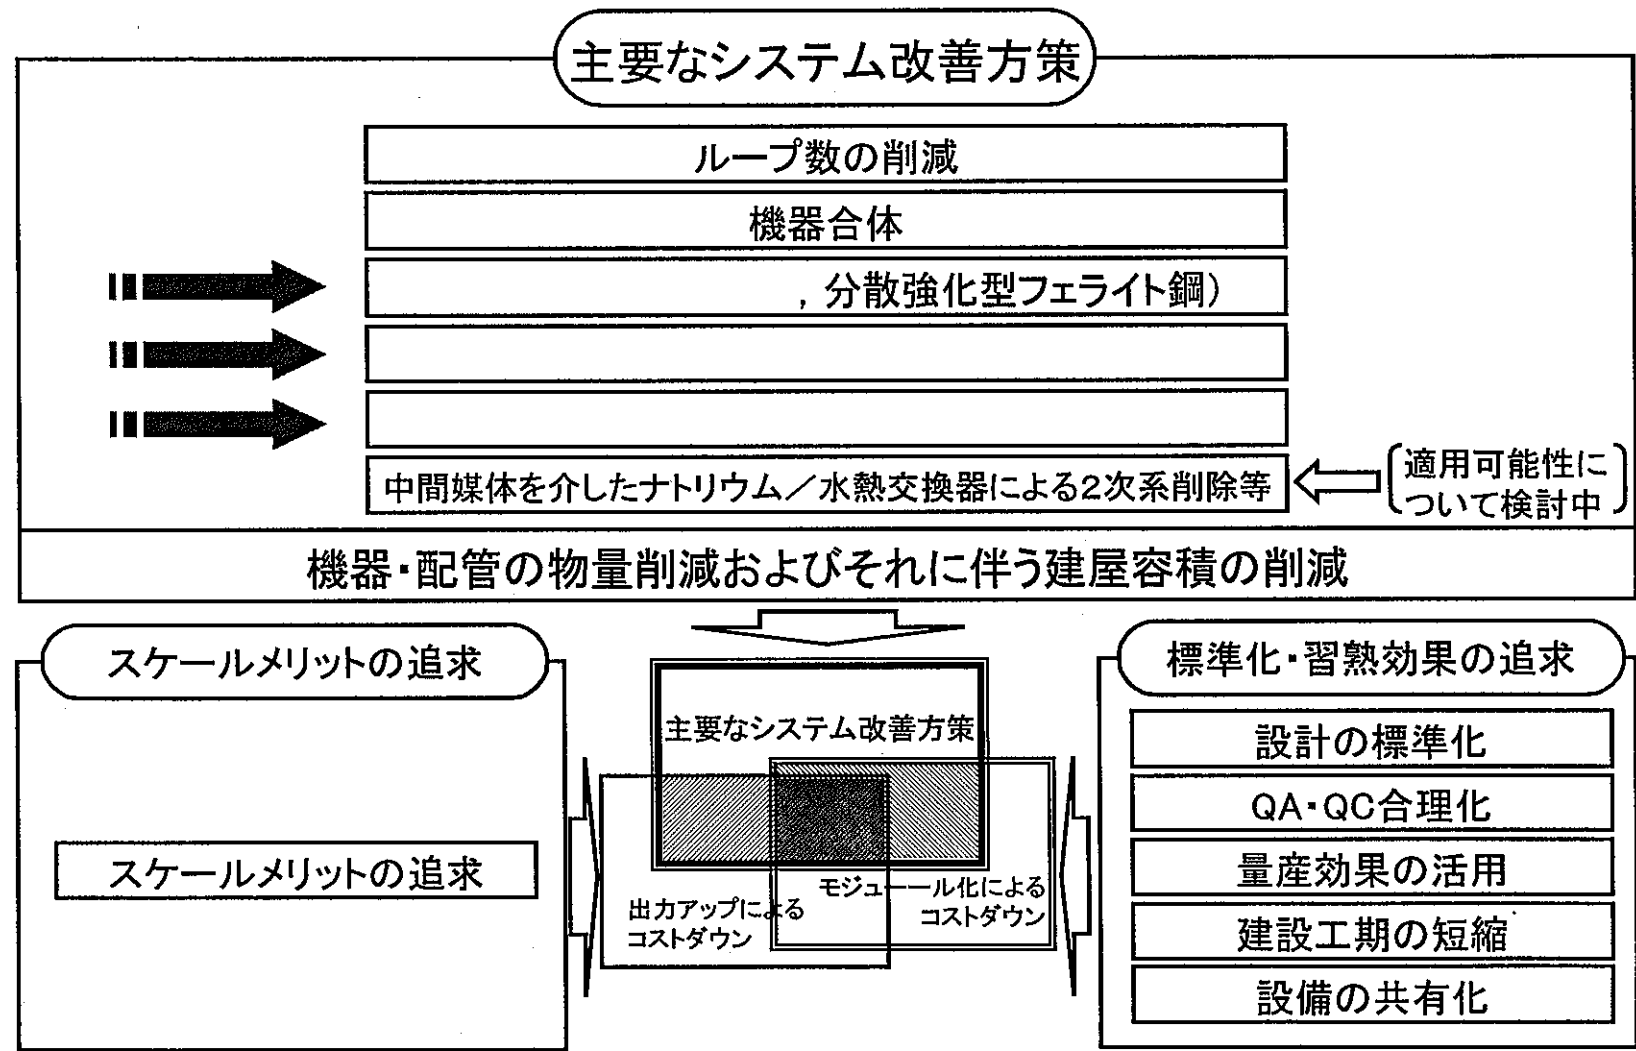 主要なシステム改善方策
ループ数の削減
機器合体
，分散強化型フェライト鋼）
中間媒体を介したナトリウム／水熱交換器による2次系削除等
適用可能性に
ついて検討中
機器・配管の物量削減およびそれに伴う建屋容積の削減
スケールメリットの追求
スケールメリットの追求
主要なシステム改善方策
出力アップによる
コストダウン
モジューール化による
コストダウン
標準化・習熟効果の追求
設計の標準化
QA・QC合理化
量産効果の活用
建設工期の短縮
設備の共有化